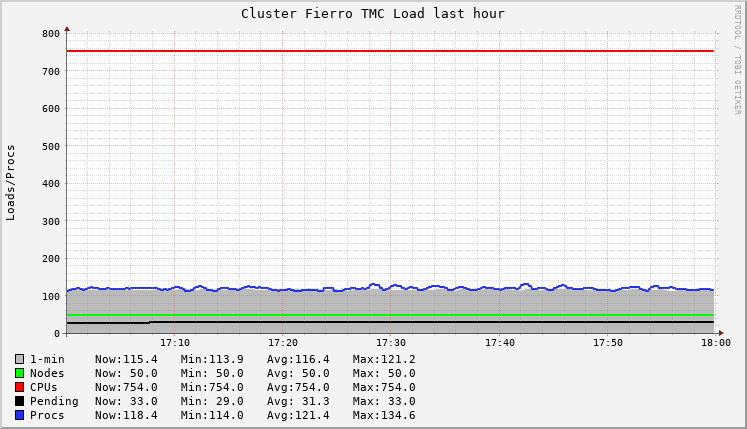 Cluster Fierro TMC Load last hour
RRDTOOL / TOBI OETIKER
Loads/Procs
800
700
600
500
400
300
200
100
0
17:10 17:20 17:30 17:40 17:50 18:00
1-min Now:115.4 Min:113.9 Avg:116.4 Max:121.2
Nodes Now: 50.0 Min: 50.0 Avg: 50.0 Max: 50.0
CPUs Now:754.0 Min:754.0 Avg:754.0 Max:754.0
Pending Now: 33.0 Min: 29.0 Avg: 31.3 Max: 33.0
Procs Now:118.4 Min:114.0 Avg:121.4 Max:134.6